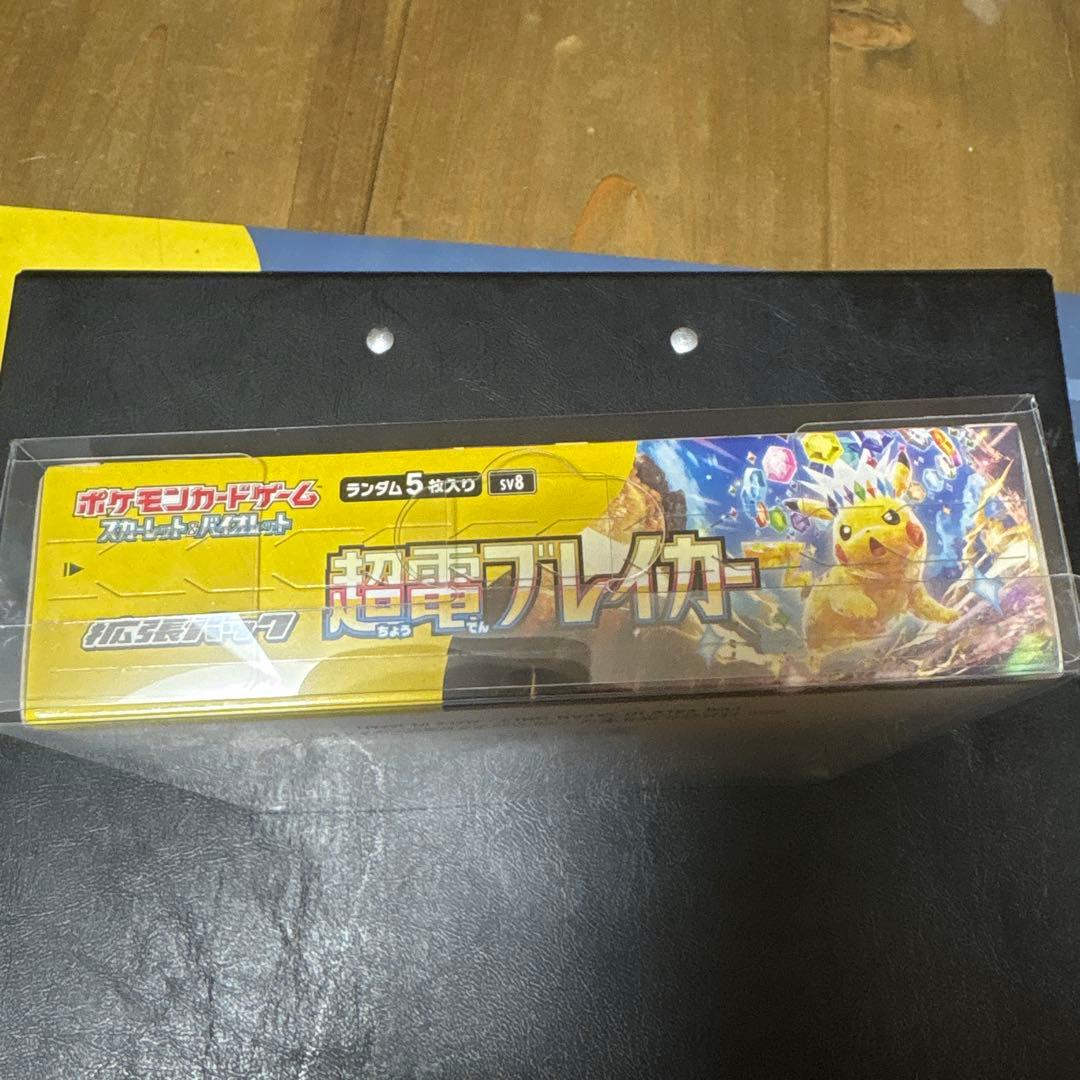 ポケモンカードゲーム
スカーレット&バイオレット
ランダム5枚入り
SV8
拡張パック
超電ブレイカー
ちょう でん